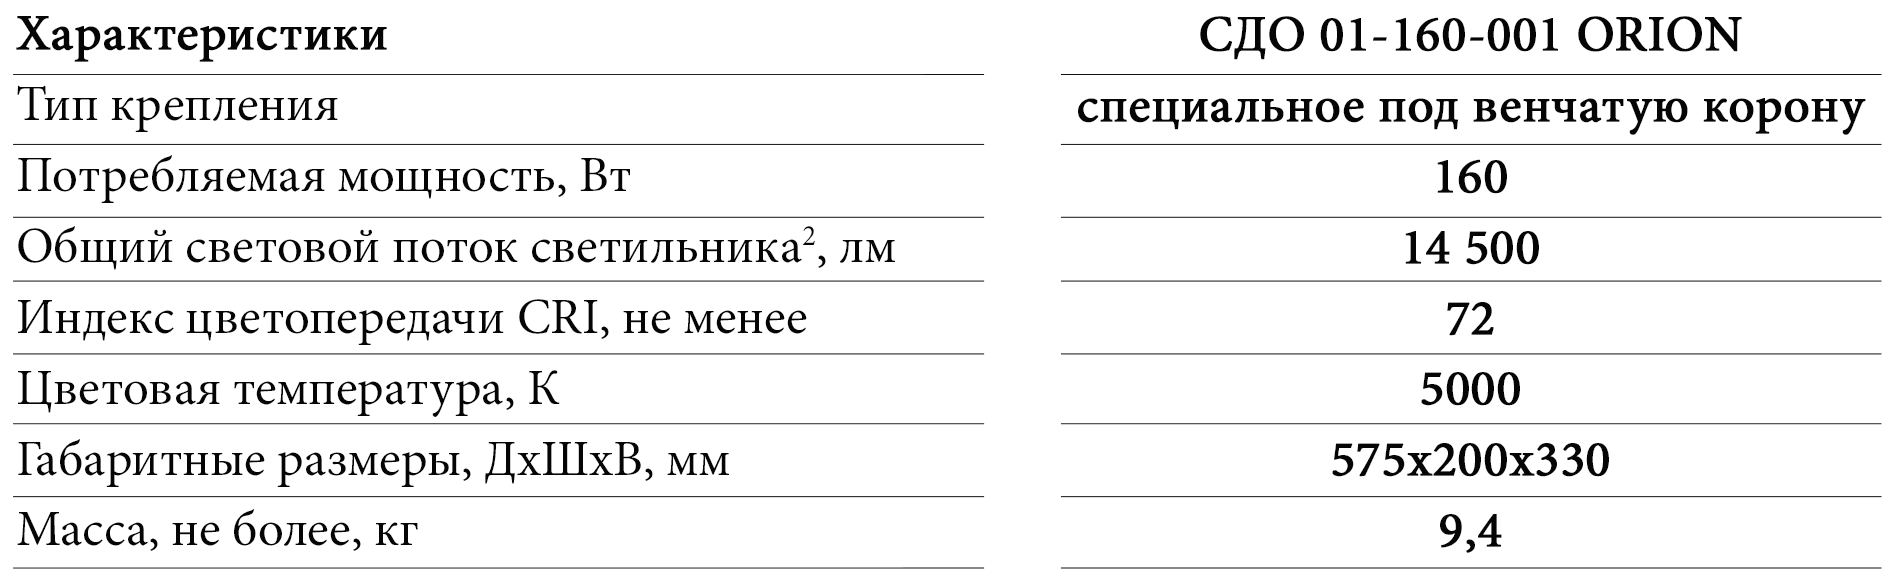 Характеристики СДО 01-160-001 ORION
Тип крепления специальное под венчатую корону
Потребляемая мощность, Вт 160
Общий световой поток светильника², лм 14 500
Индекс цветопередачи CRI, не менее 72
Цветовая температура, К 5000
Габаритные размеры, ДхШхВ, мм 575х200х330
Масса, не более, кг 9,4